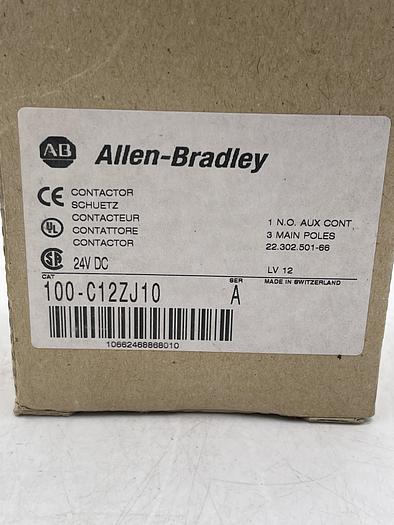 AB Allen-Bradley
CE CONTACTOR
SCHUETZ
UL CONTACTEUR
CONTATTORE
CONTACTOR
1 N.O. AUX CONT
3 MAIN POLES
22.302.501-66
24V DC
LV 12
CAT
SER
MADE IN SWITZERLAND
100-C12ZJ10
A
10662468868010